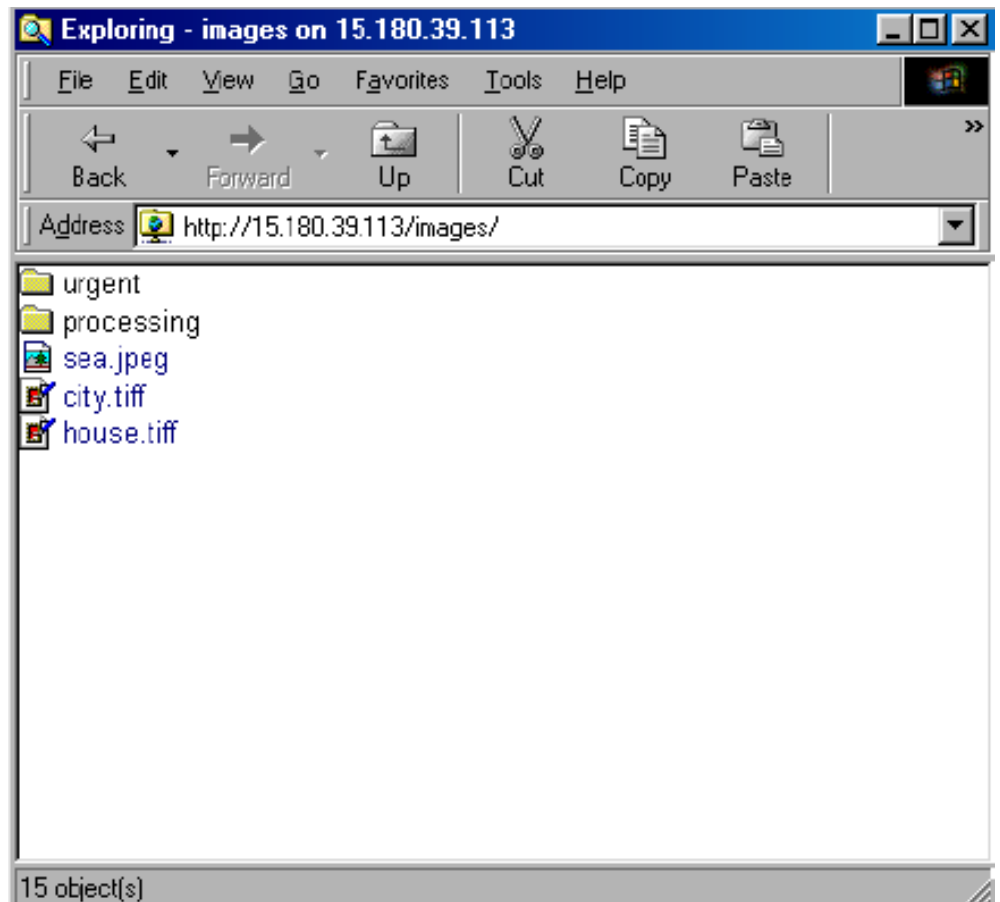 Exploring - images on 15.180.39.113
File Edit View Go Favorites Tools Help
Back Forward Up Cut Copy Paste »
Address http://15.180.39.113/images/
urgent
processing
sea.jpeg
city.tiff
house.tiff
15 object(s)